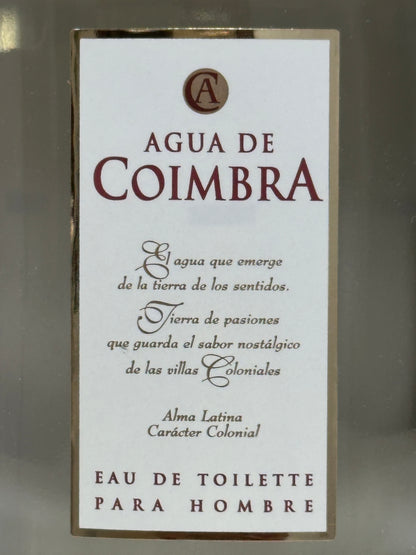 CA
AGUA DE
COIMBRA
El agua que emerge
de la tierra de los sentidos.
Tierra de pasiones
que guarda el sabor nostálgico
de las villas Coloniales
Alma Latina
Carácter Colonial
EAU DE TOILETTE
PARA HOMBRE